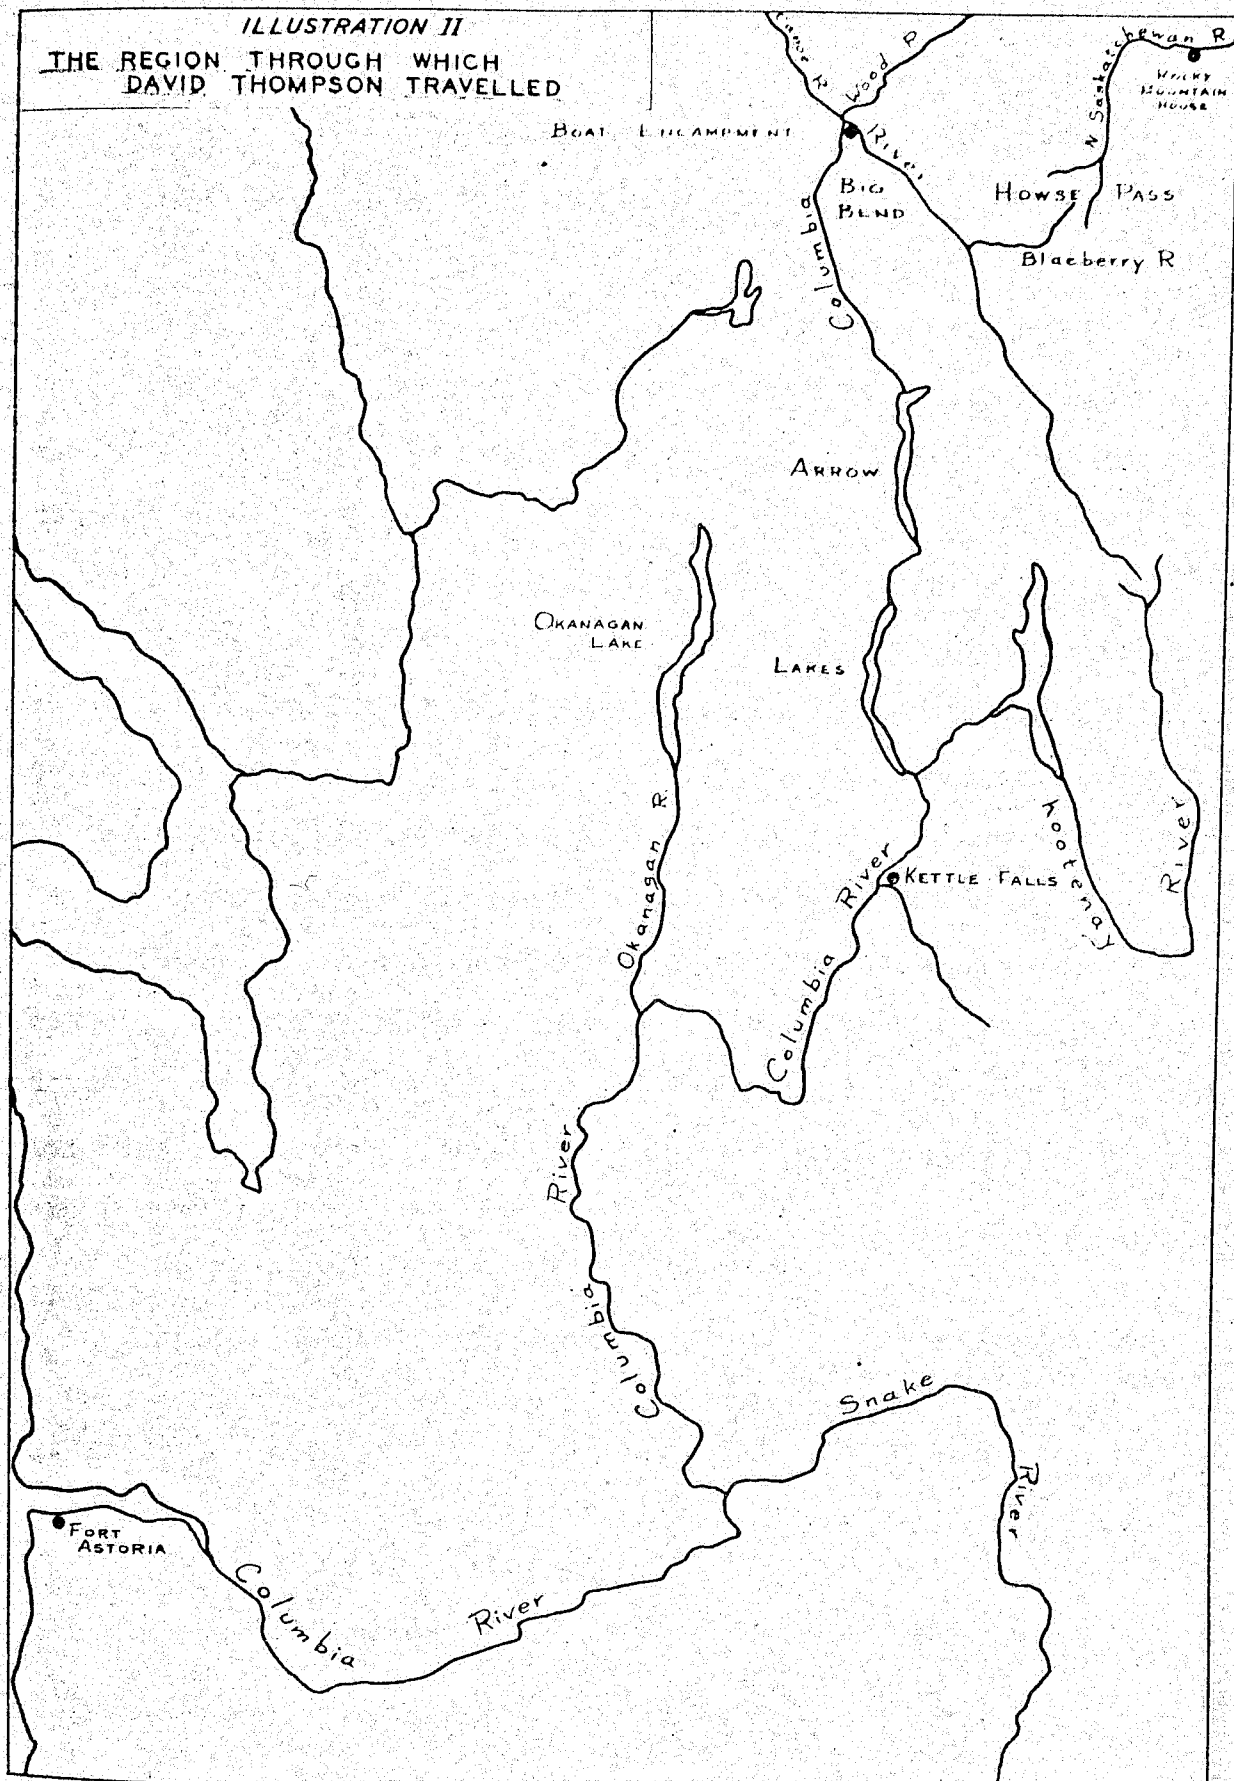 ILLUSTRATION II
THE REGION THROUGH WHICH
DAVID THOMPSON TRAVELLED
Canoe R
Wood R
N Saskatchewan R
ROCKY
MOUNTAIN
HOUSE
BOAT ENCAMPMENT
River
BIG
BEND
HOWSE PASS
Blaeberry R
Columbia
ARROW
OKANAGAN
LAKE
LAKES
Okanagan R.
Kootenay
River
River
KETTLE FALLS
Columbia
River
Columbia
Snake
River
FORT
ASTORIA
Columbia
River